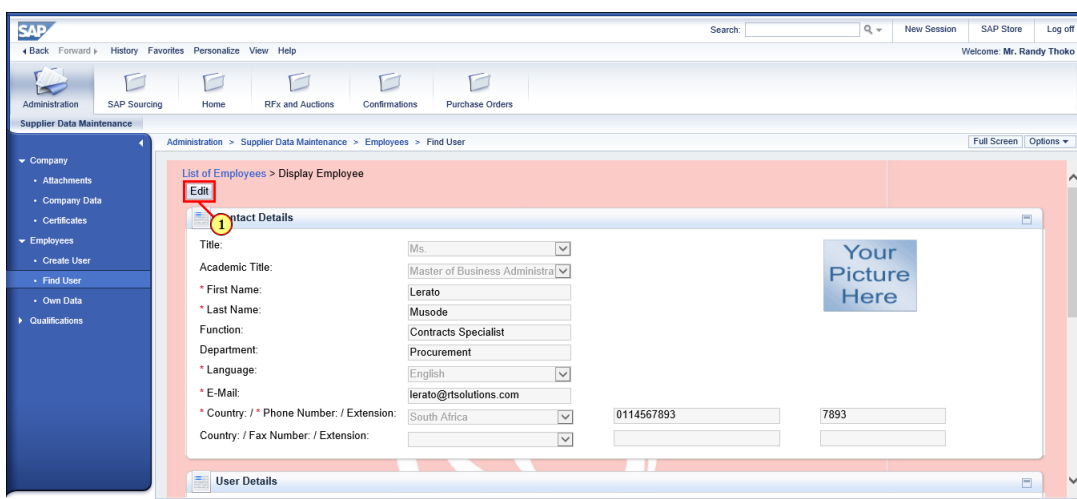 SAP
Search:
New Session
SAP Store
Log off
Back Forward History Favorites Personalize View Help
Welcome: Mr. Randy Thoko
Administration
SAP Sourcing
Home
RFx and Auctions
Confirmations
Purchase Orders
Supplier Data Maintenance
Administration > Supplier Data Maintenance > Employees > Find User
Full Screen
Options
Company
Attachments
Company Data
Certificates
Employees
Create User
Find User
Own Data
Qualifications
List of Employees > Display Employee
Edit
1
ntact Details
Title: Ms.
Academic Title: Master of Business Administra
* First Name: Lerato
* Last Name: Musode
Function: Contracts Specialist
Department: Procurement
* Language: English
* E-Mail: lerato@rtsolutions.com
* Country: / * Phone Number: / Extension: South Africa 0114567893 7893
Country: / Fax Number: / Extension:
Your
Picture
Here
User Details